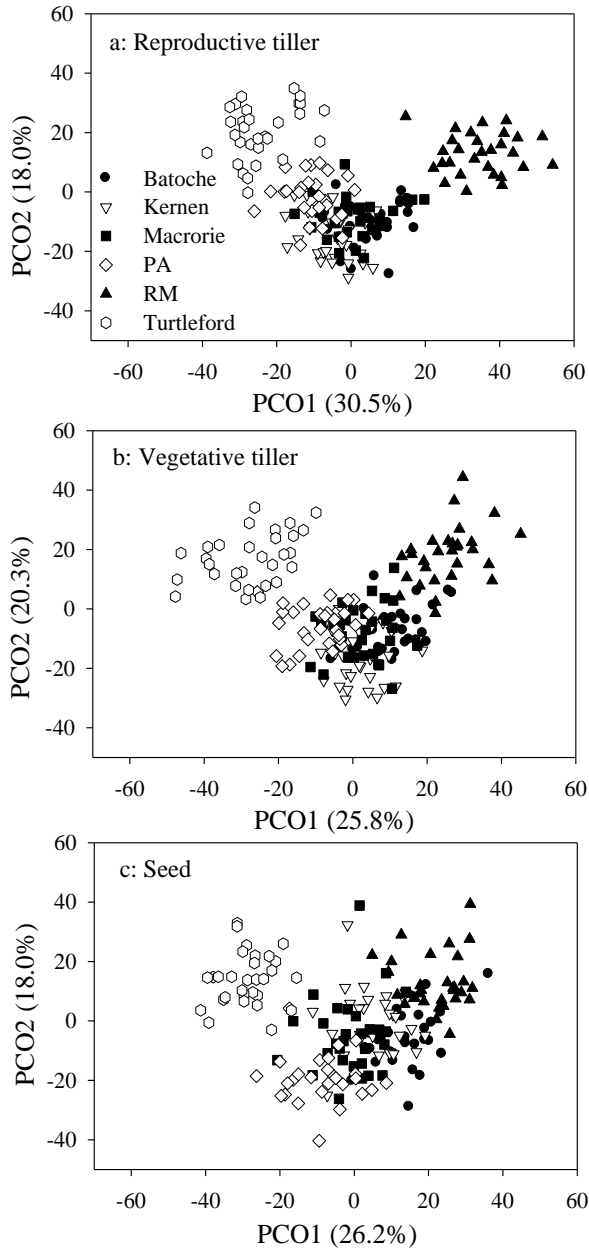 60
a: Reproductive tiller
40
20
0
-20
-40
PCO2 (18.0%)
Batoche
Kernen
Macrorie
PA
RM
Turtleford
-60 -40 -20 0 20 40 60
PCO1 (30.5%)
60
b: Vegetative tiller
40
20
0
-20
-40
PCO2 (20.3%)
-60 -40 -20 0 20 40 60
PCO1 (25.8%)
60
c: Seed
40
20
0
-20
-40
PCO2 (18.0%)
-60 -40 -20 0 20 40 60
PCO1 (26.2%)